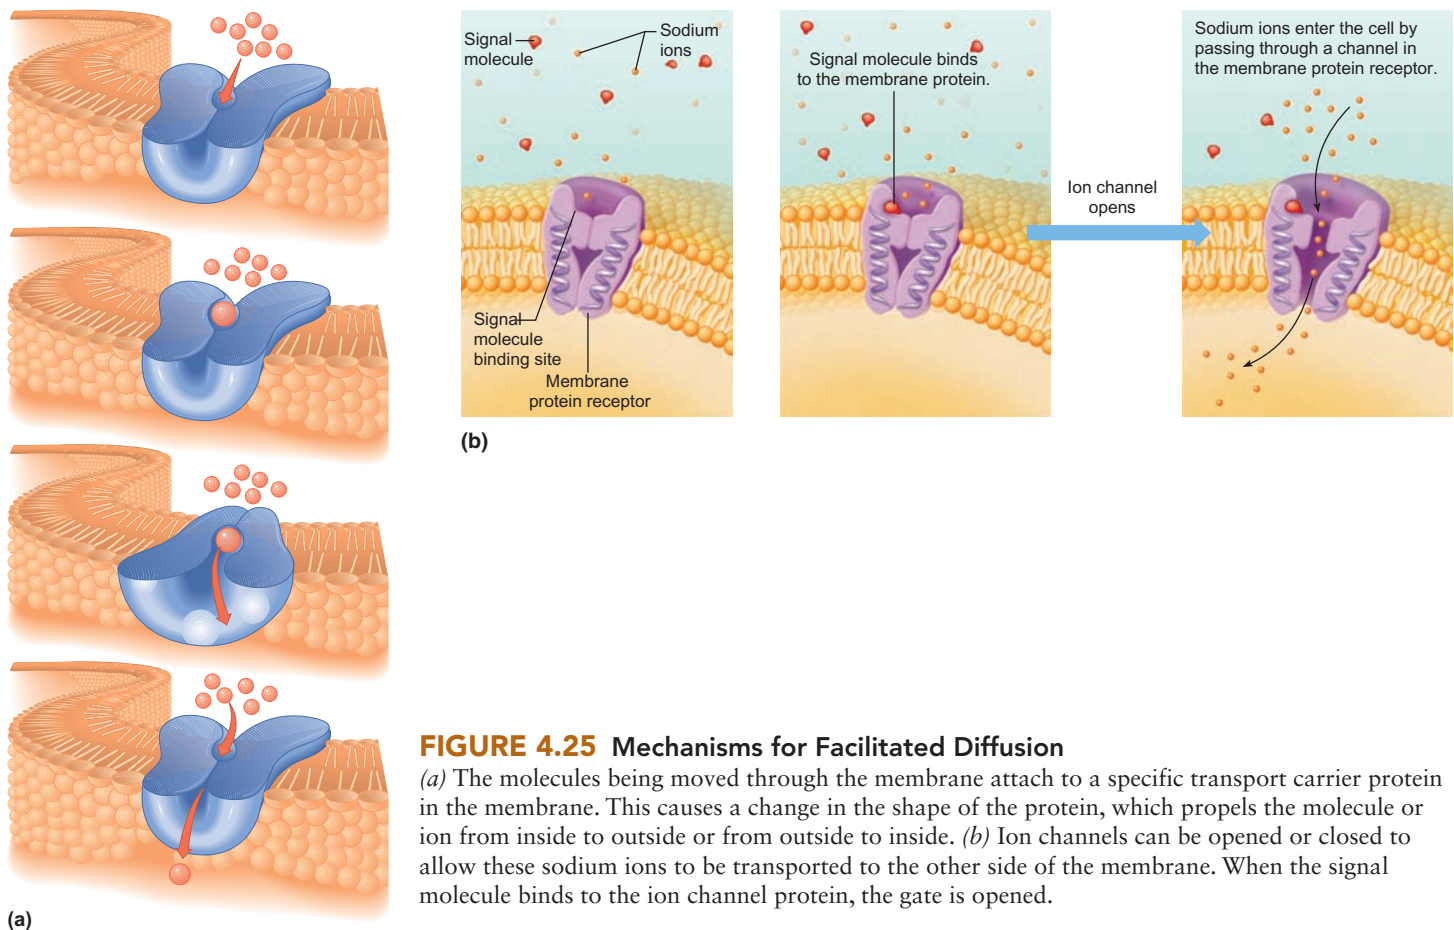 Signal
molecule
Sodium
ions
Signal
molecule
binding site
Membrane
protein receptor
Signal molecule binds
to the membrane protein.
Ion channel
opens
Sodium ions enter the cell by
passing through a channel in
the membrane protein receptor.
(b)
FIGURE 4.25 Mechanisms for Facilitated Diffusion
(a) The molecules being moved through the membrane attach to a specific transport carrier protein
in the membrane. This causes a change in the shape of the protein, which propels the molecule or
ion from inside to outside or from outside to inside. (b) Ion channels can be opened or closed to
allow these sodium ions to be transported to the other side of the membrane. When the signal
molecule binds to the ion channel protein, the gate is opened.
(a)